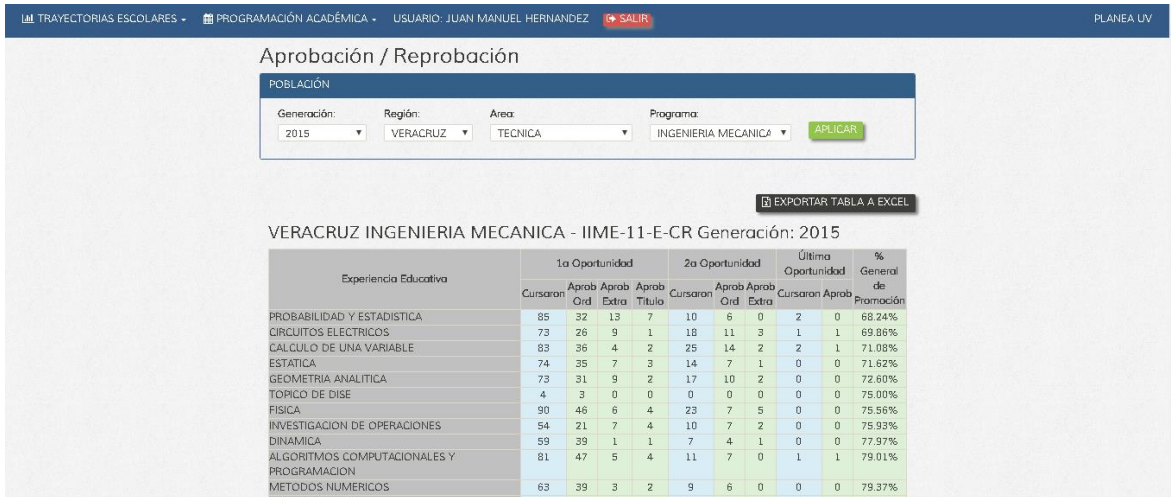 TRAYECTORIAS ESCOLARES PROGRAMACIÓN ACADÉMICA USUARIO: JUAN MANUEL HERNANDEZ SALIR PLANEA UV
Aprobación / Reprobación
POBLACIÓN
Generación: Región: Area: Programa:
2015 VERACRUZ TECNICA INGENIERIA MECANICA APLICAR
EXPORTAR TABLA A EXCEL
VERACRUZ INGENIERIA MECANICA - IIME-11-E-CR Generación: 2015
Experiencia Educativa 1a Oportunidad 2a Oportunidad Última Oportunidad % General de Promoción
Cursaron Aprob Ord Aprob Extra Aprob Titulo Cursaron Aprob Ord Aprob Extra Cursaron Aprob
PROBABILIDAD Y ESTADISTICA 85 32 13 7 10 6 0 2 0 68.24%
CIRCUITOS ELECTRICOS 73 26 9 1 18 11 3 1 1 69.86%
CALCULO DE UNA VARIABLE 83 36 4 2 25 14 2 2 1 71.08%
ESTATICA 74 35 7 3 14 7 1 0 0 71.62%
GEOMETRIA ANALITICA 73 31 9 2 17 10 2 0 0 72.60%
TOPICO DE DISE 4 3 0 0 0 0 0 0 0 75.00%
FISICA 90 46 6 4 23 7 5 0 0 75.56%
INVESTIGACION DE OPERACIONES 54 21 7 4 10 7 2 0 0 75.93%
DINAMICA 59 39 1 1 7 4 1 0 0 77.97%
ALGORITMOS COMPUTACIONALES Y PROGRAMACION 81 47 5 4 11 7 0 1 1 79.01%
METODOS NUMERICOS 63 39 3 2 9 6 0 0 0 79.37%